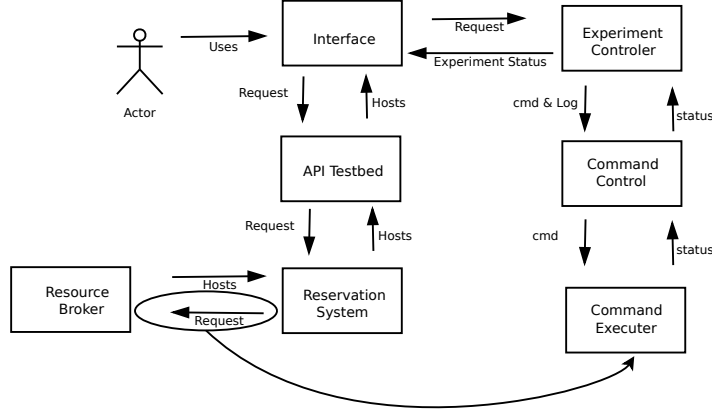 Uses
Actor
Interface
Request
Experiment Status
Experiment
Controler
Request
Hosts
cmd & Log
status
API Testbed
Command
Control
Request
Hosts
cmd
status
Resource
Broker
Hosts
Request
Reservation
System
Command
Executer